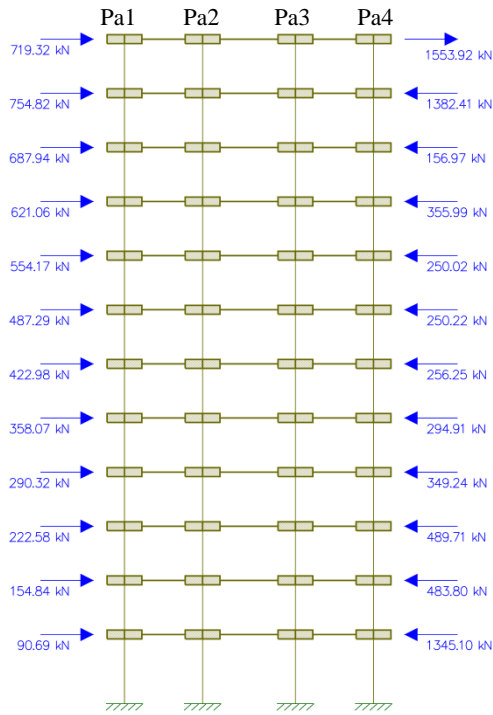 Pa1 Pa2 Pa3 Pa4
719.32 kN 1553.92 kN
754.82 kN 1382.41 kN
687.94 kN 156.97 kN
621.06 kN 355.99 kN
554.17 kN 250.02 kN
487.29 kN 250.22 kN
422.98 kN 256.25 kN
358.07 kN 294.91 kN
290.32 kN 349.24 kN
222.58 kN 489.71 kN
154.84 kN 483.80 kN
90.69 kN 1345.10 kN